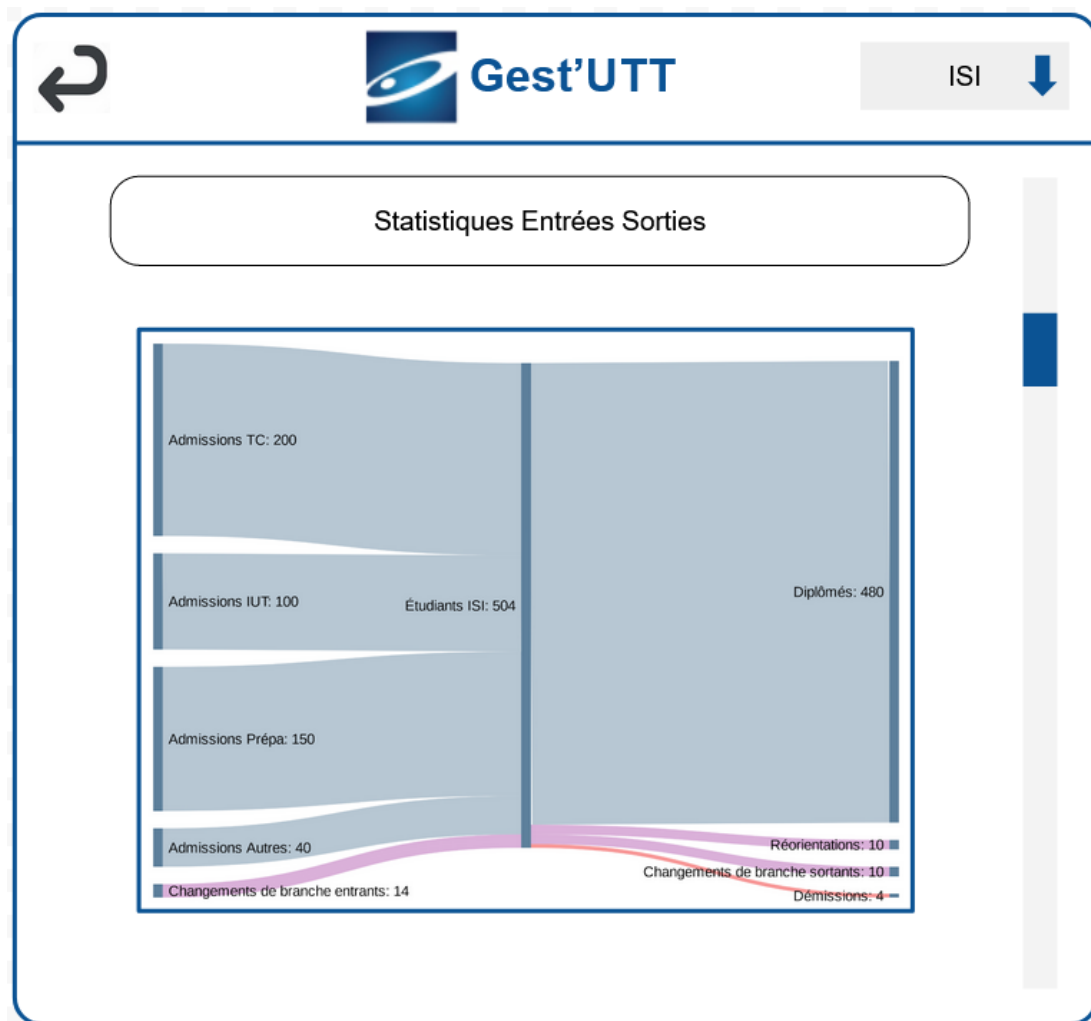 Gest'UTT
ISI
Statistiques Entrées Sorties
Admissions TC: 200
Admissions IUT: 100
Étudiants ISI: 504
Diplômés: 480
Admissions Prépa: 150
Admissions Autres: 40
Réorientations: 10
Changements de branche sortants: 10
Changements de branche entrants: 14
Démissions: 4